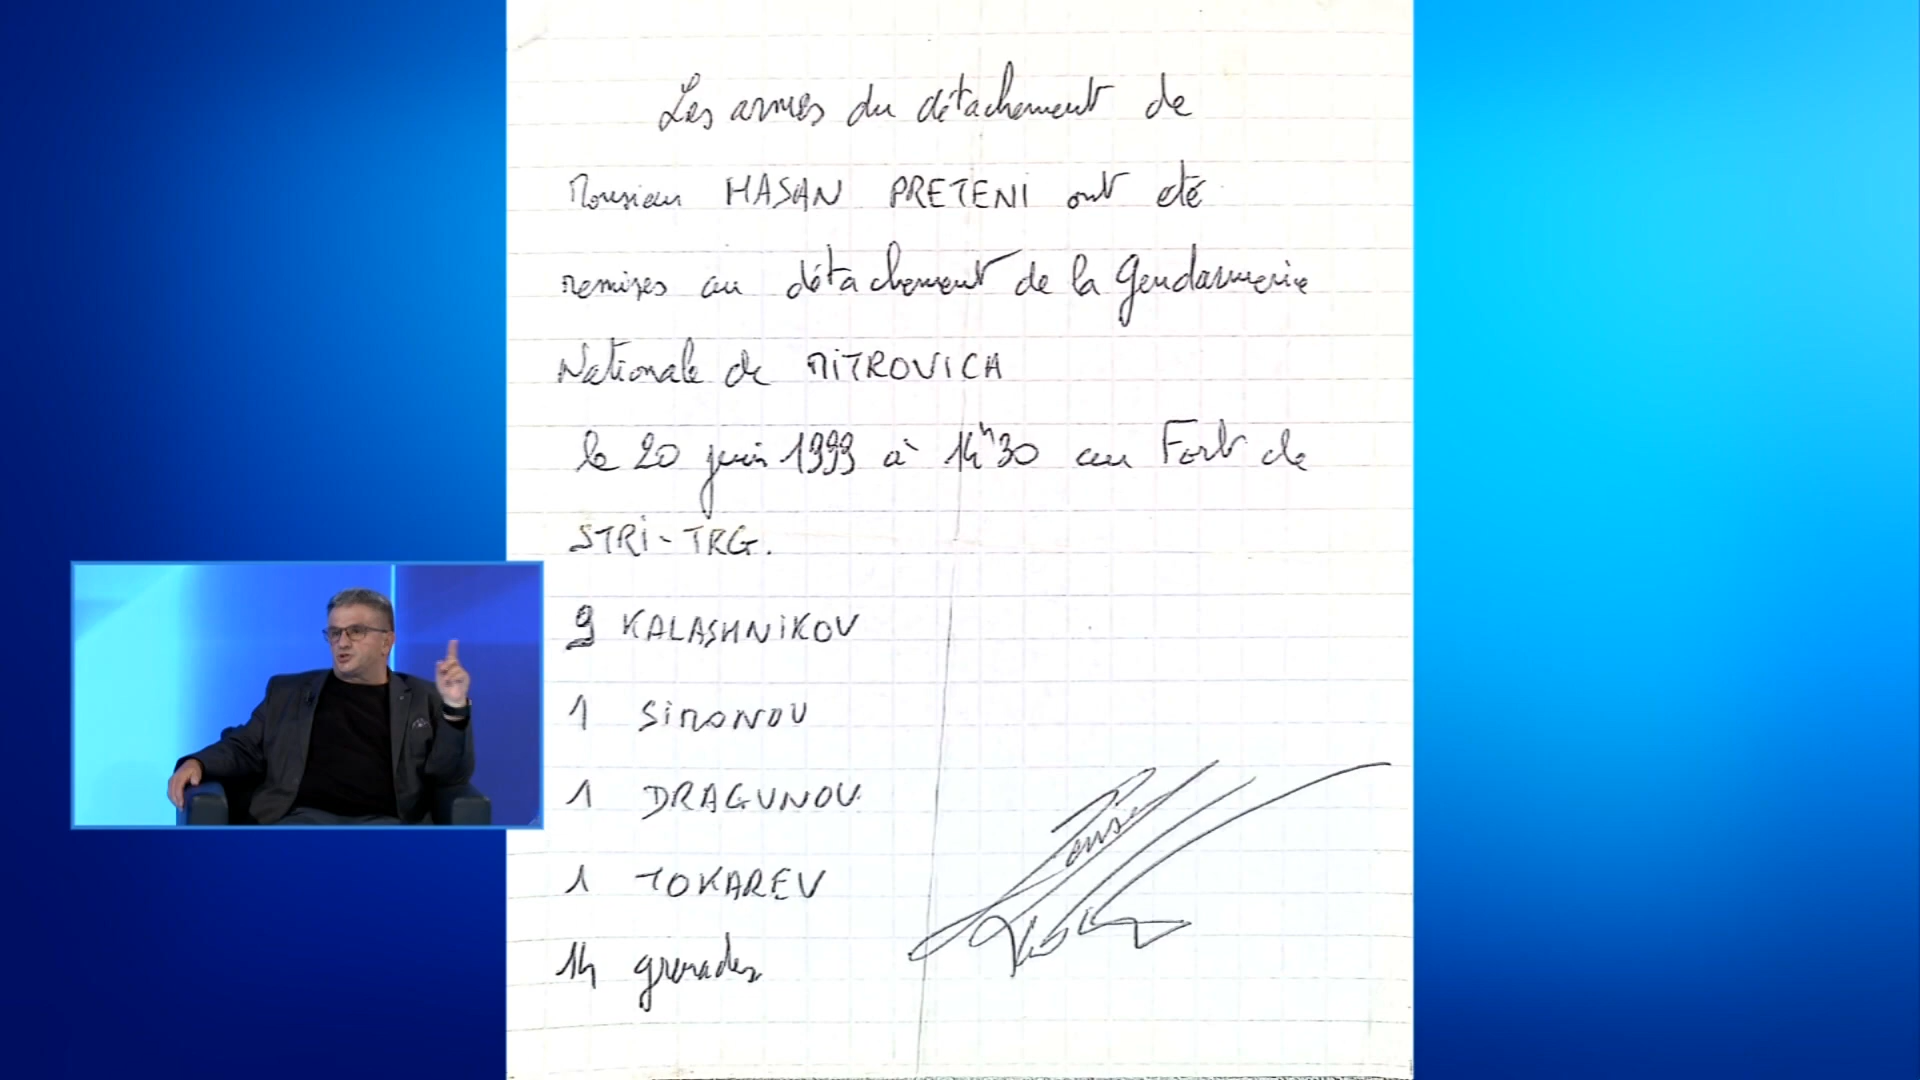 Les armes du détachement de
Monsieur HASAN PRETENI ont été
remises au détachement de la Gendarmerie
Nationale de MITROVICA
le 20 juin 1999 à 14h30 au Fort de
STRI-TRG.
9 KALASHNIKOV
1 SIMONOV
1 DRAGUNOV
1 TOKAREV
14 grenades